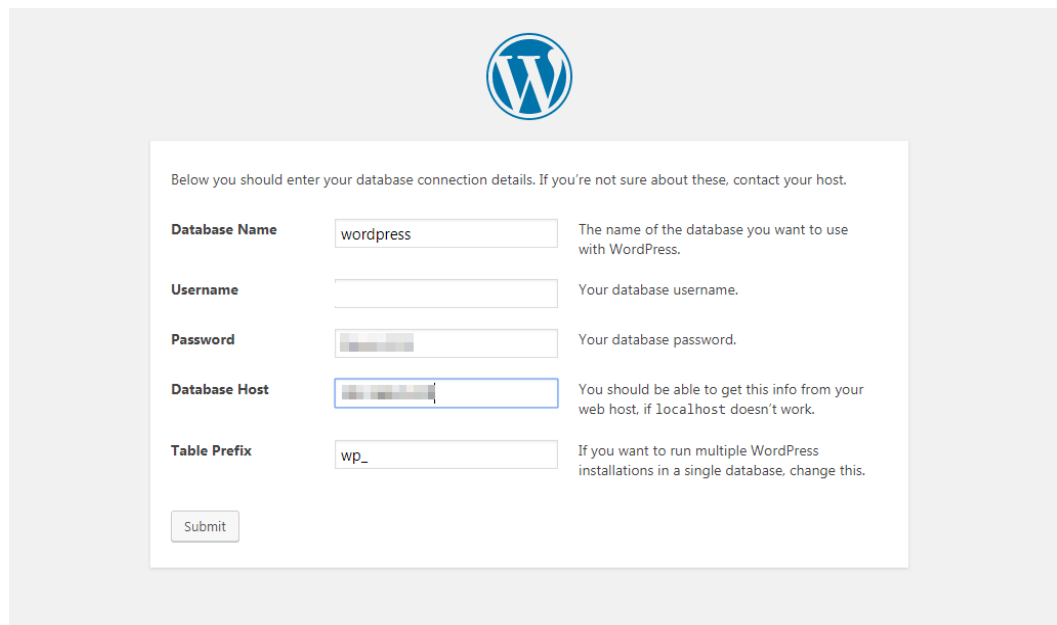 Below you should enter your database connection details. If you're not sure about these, contact your host.
Database Name
wordpress
The name of the database you want to use
with WordPress.
Username
Your database username.
Password
Your database password.
Database Host
You should be able to get this info from your
web host, if localhost doesn't work.
Table Prefix
wp_
If you want to run multiple WordPress
installations in a single database, change this.
Submit